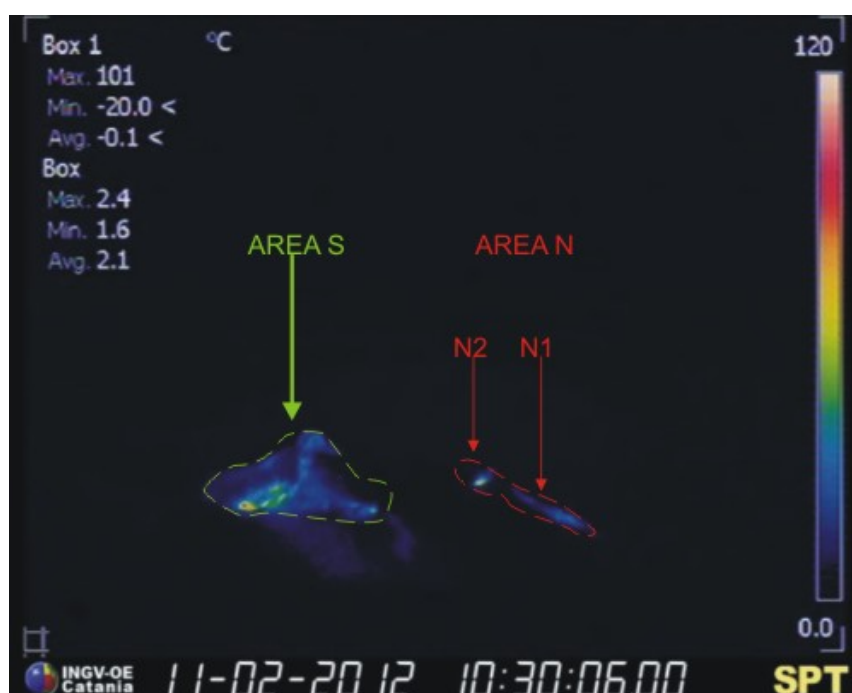 Box 1 °C
Max. 101
Min. -20.0 <
Avg. -0.1 <
Box
Max. 2.4
Min. 1.6
Avg. 2.1
120
AREA S AREA N
N2 N1
0.0
INGV-OE
Catania
11-02-2012 10:30:06.00
SPT